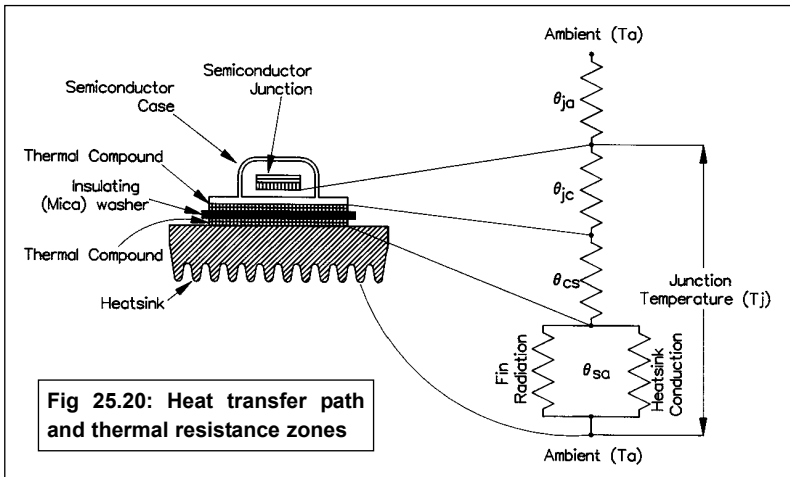 Semiconductor
Junction
Semiconductor
Case
Thermal Compound
Insulating
(Mica) washer
Thermal Compound
Heatsink
Ambient (Ta)
θja
θjc
θcs
Junction
Temperature (Tj)
Fin
Radiation
θsa
Heatsink
Conduction
Ambient (Ta)
Fig 25.20: Heat transfer path
and thermal resistance zones